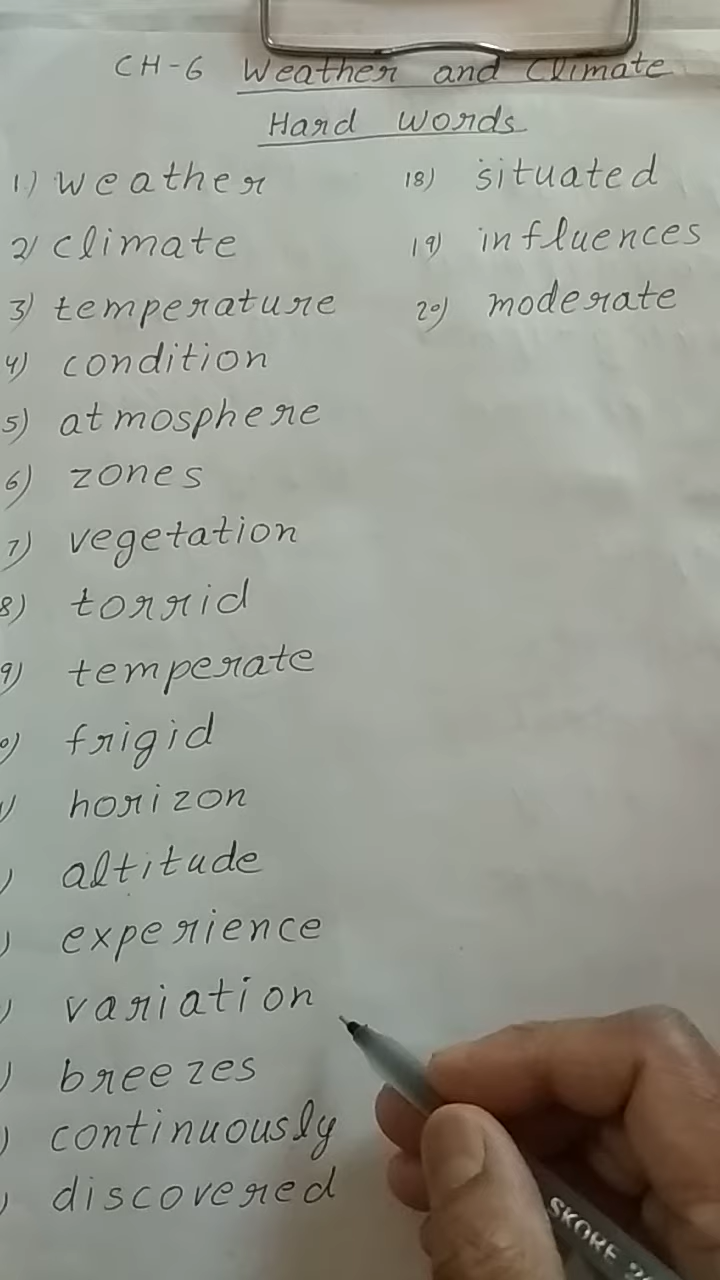 CH-6 Weather and Climate
Hard Words
1) weather
2) climate
3) temperature
4) condition
5) atmosphere
6) zones
7) vegetation
8) torrid
9) temperate
0) frigid
) horizon
) altitude
) experience
) variation
) breezes
) continuously
) discovered
18) situated
19) influences
20) moderate
SKORE